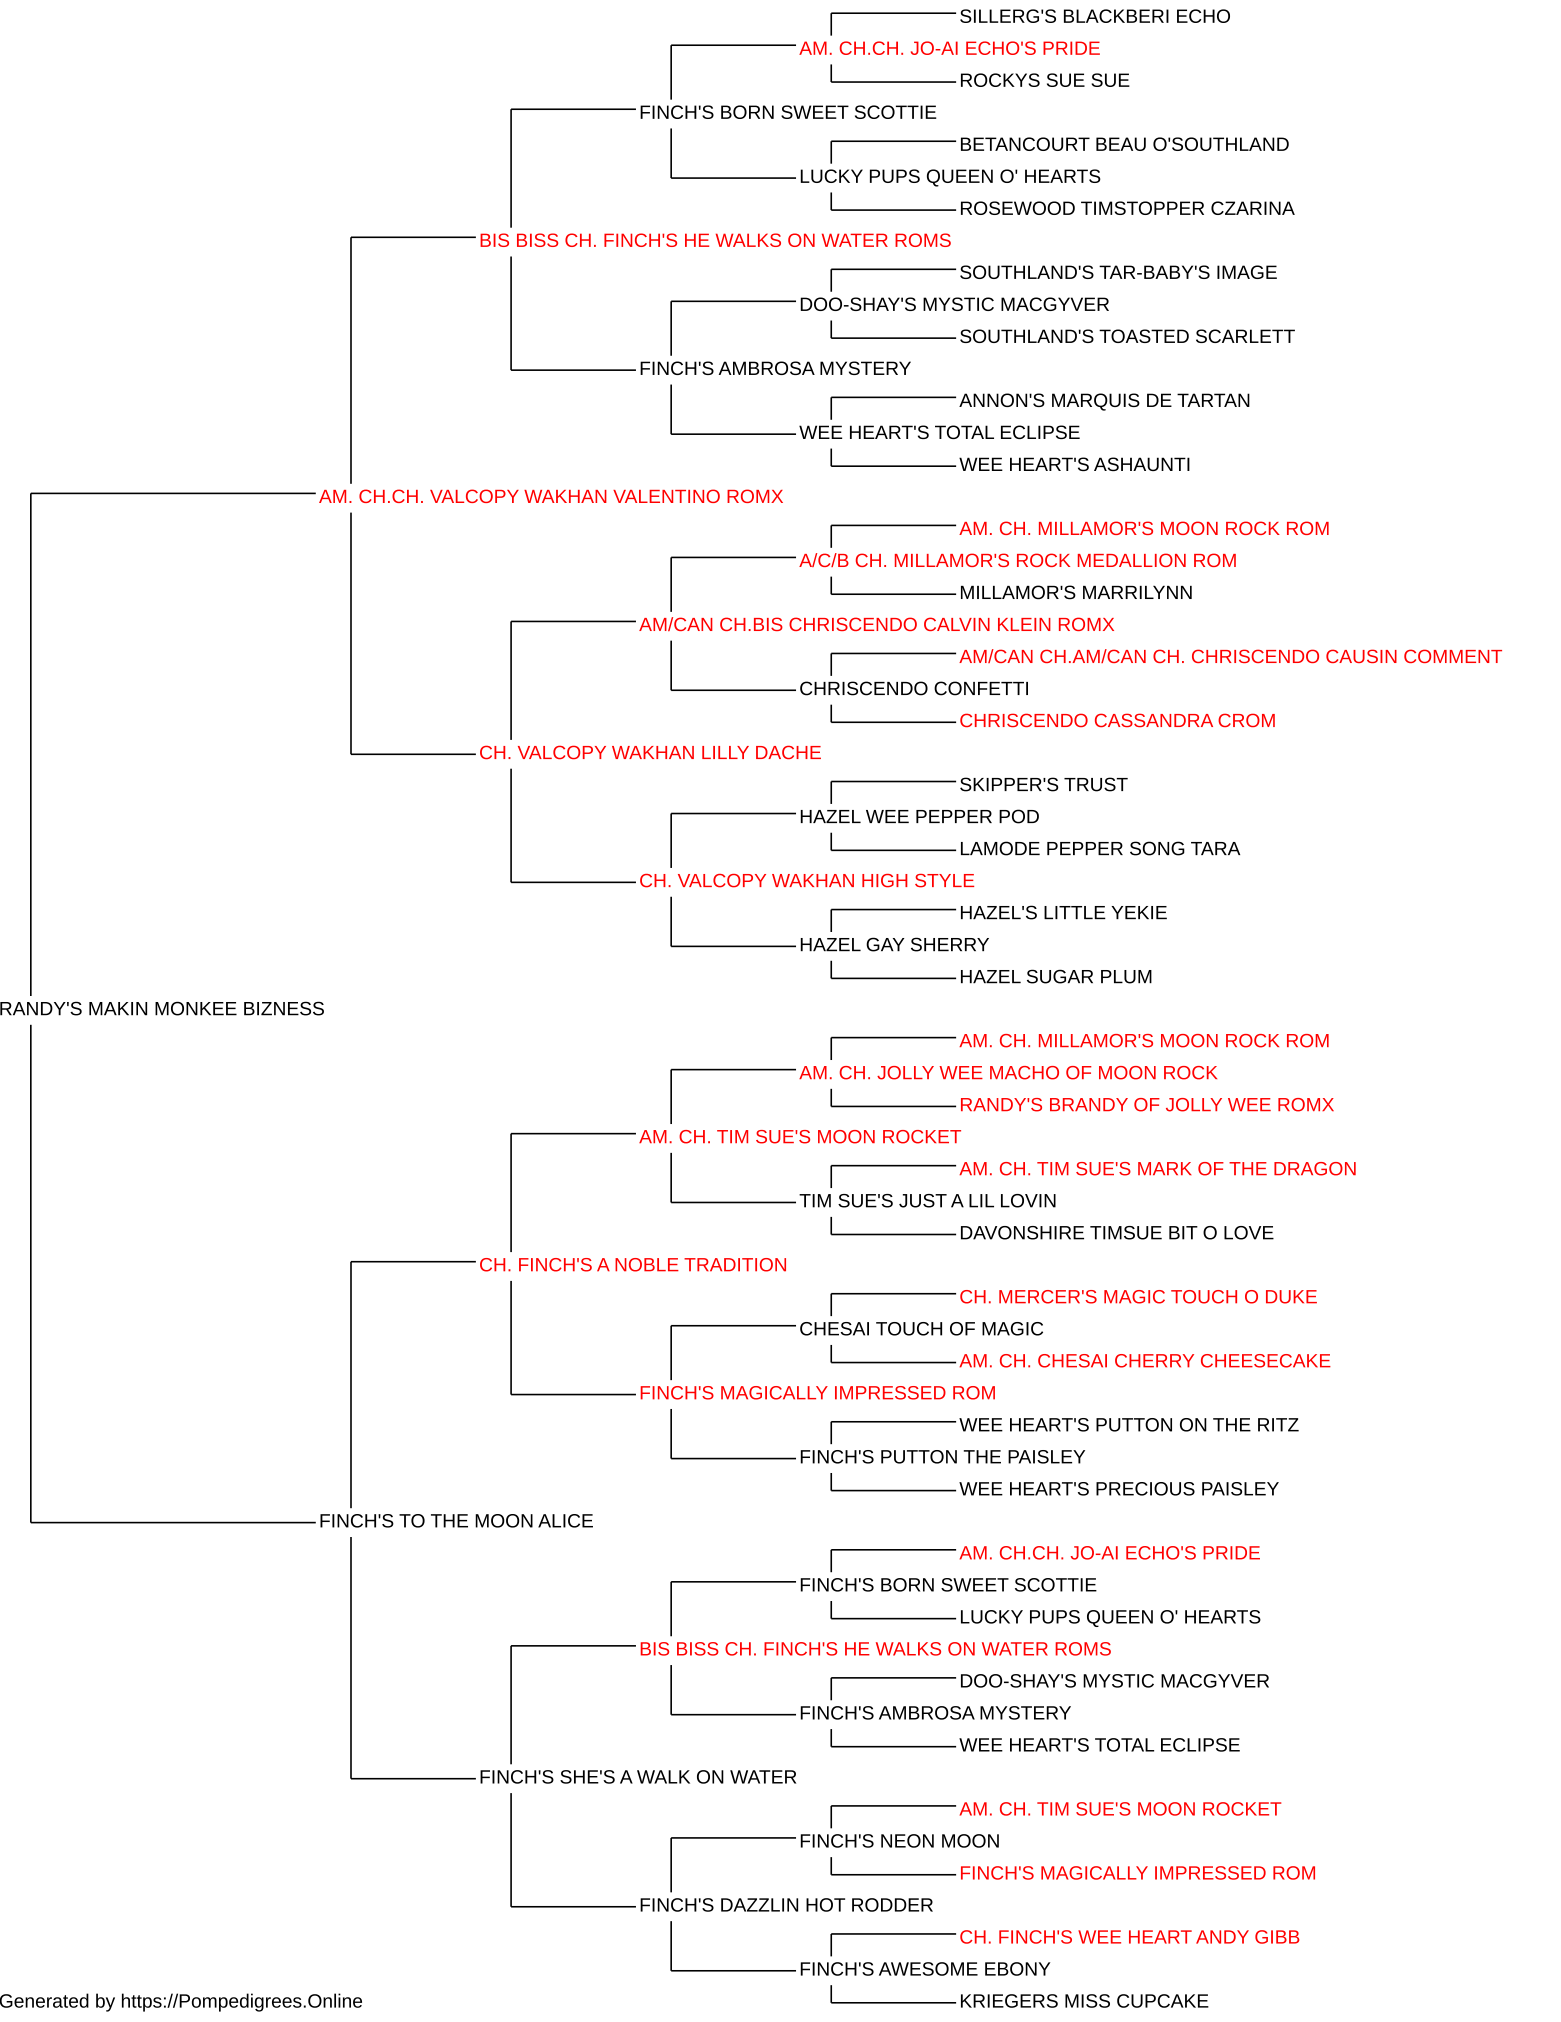 SILLERG'S BLACKBERI ECHO
AM. CH.CH. JO-AI ECHO'S PRIDE
ROCKYS SUE SUE
FINCH'S BORN SWEET SCOTTIE
BETANCOURT BEAU O'SOUTHLAND
LUCKY PUPS QUEEN O' HEARTS
ROSEWOOD TIMSTOPPER CZARINA
BIS BISS CH. FINCH'S HE WALKS ON WATER ROMS
SOUTHLAND'S TAR-BABY'S IMAGE
DOO-SHAY'S MYSTIC MACGYVER
SOUTHLAND'S TOASTED SCARLETT
FINCH'S AMBROSA MYSTERY
ANNON'S MARQUIS DE TARTAN
WEE HEART'S TOTAL ECLIPSE
WEE HEART'S ASHAUNTI
AM. CH.CH. VALCOPY WAKHAN VALENTINO ROMX
AM. CH. MILLAMOR'S MOON ROCK ROM
A/C/B CH. MILLAMOR'S ROCK MEDALLION ROM
MILLAMOR'S MARRILYNN
AM/CAN CH.BIS CHRISCENDO CALVIN KLEIN ROMX
AM/CAN CH.AM/CAN CH. CHRISCENDO CAUSIN COMMENT
CHRISCENDO CONFETTI
CHRISCENDO CASSANDRA CROM
CH. VALCOPY WAKHAN LILLY DACHE
SKIPPER'S TRUST
HAZEL WEE PEPPER POD
LAMODE PEPPER SONG TARA
CH. VALCOPY WAKHAN HIGH STYLE
HAZEL'S LITTLE YEKIE
HAZEL GAY SHERRY
HAZEL SUGAR PLUM
RANDY'S MAKIN MONKEE BIZNESS
AM. CH. MILLAMOR'S MOON ROCK ROM
AM. CH. JOLLY WEE MACHO OF MOON ROCK
RANDY'S BRANDY OF JOLLY WEE ROMX
AM. CH. TIM SUE'S MOON ROCKET
AM. CH. TIM SUE'S MARK OF THE DRAGON
TIM SUE'S JUST A LIL LOVIN
DAVONSHIRE TIMSUE BIT O LOVE
CH. FINCH'S A NOBLE TRADITION
CH. MERCER'S MAGIC TOUCH O DUKE
CHESAI TOUCH OF MAGIC
AM. CH. CHESAI CHERRY CHEESECAKE
FINCH'S MAGICALLY IMPRESSED ROM
WEE HEART'S PUTTON ON THE RITZ
FINCH'S PUTTON THE PAISLEY
WEE HEART'S PRECIOUS PAISLEY
FINCH'S TO THE MOON ALICE
AM. CH.CH. JO-AI ECHO'S PRIDE
FINCH'S BORN SWEET SCOTTIE
LUCKY PUPS QUEEN O' HEARTS
BIS BISS CH. FINCH'S HE WALKS ON WATER ROMS
DOO-SHAY'S MYSTIC MACGYVER
FINCH'S AMBROSA MYSTERY
WEE HEART'S TOTAL ECLIPSE
FINCH'S SHE'S A WALK ON WATER
AM. CH. TIM SUE'S MOON ROCKET
FINCH'S NEON MOON
FINCH'S MAGICALLY IMPRESSED ROM
FINCH'S DAZZLIN HOT RODDER
CH. FINCH'S WEE HEART ANDY GIBB
FINCH'S AWESOME EBONY
KRIEGERS MISS CUPCAKE
Generated by https://Pompedigrees.Online